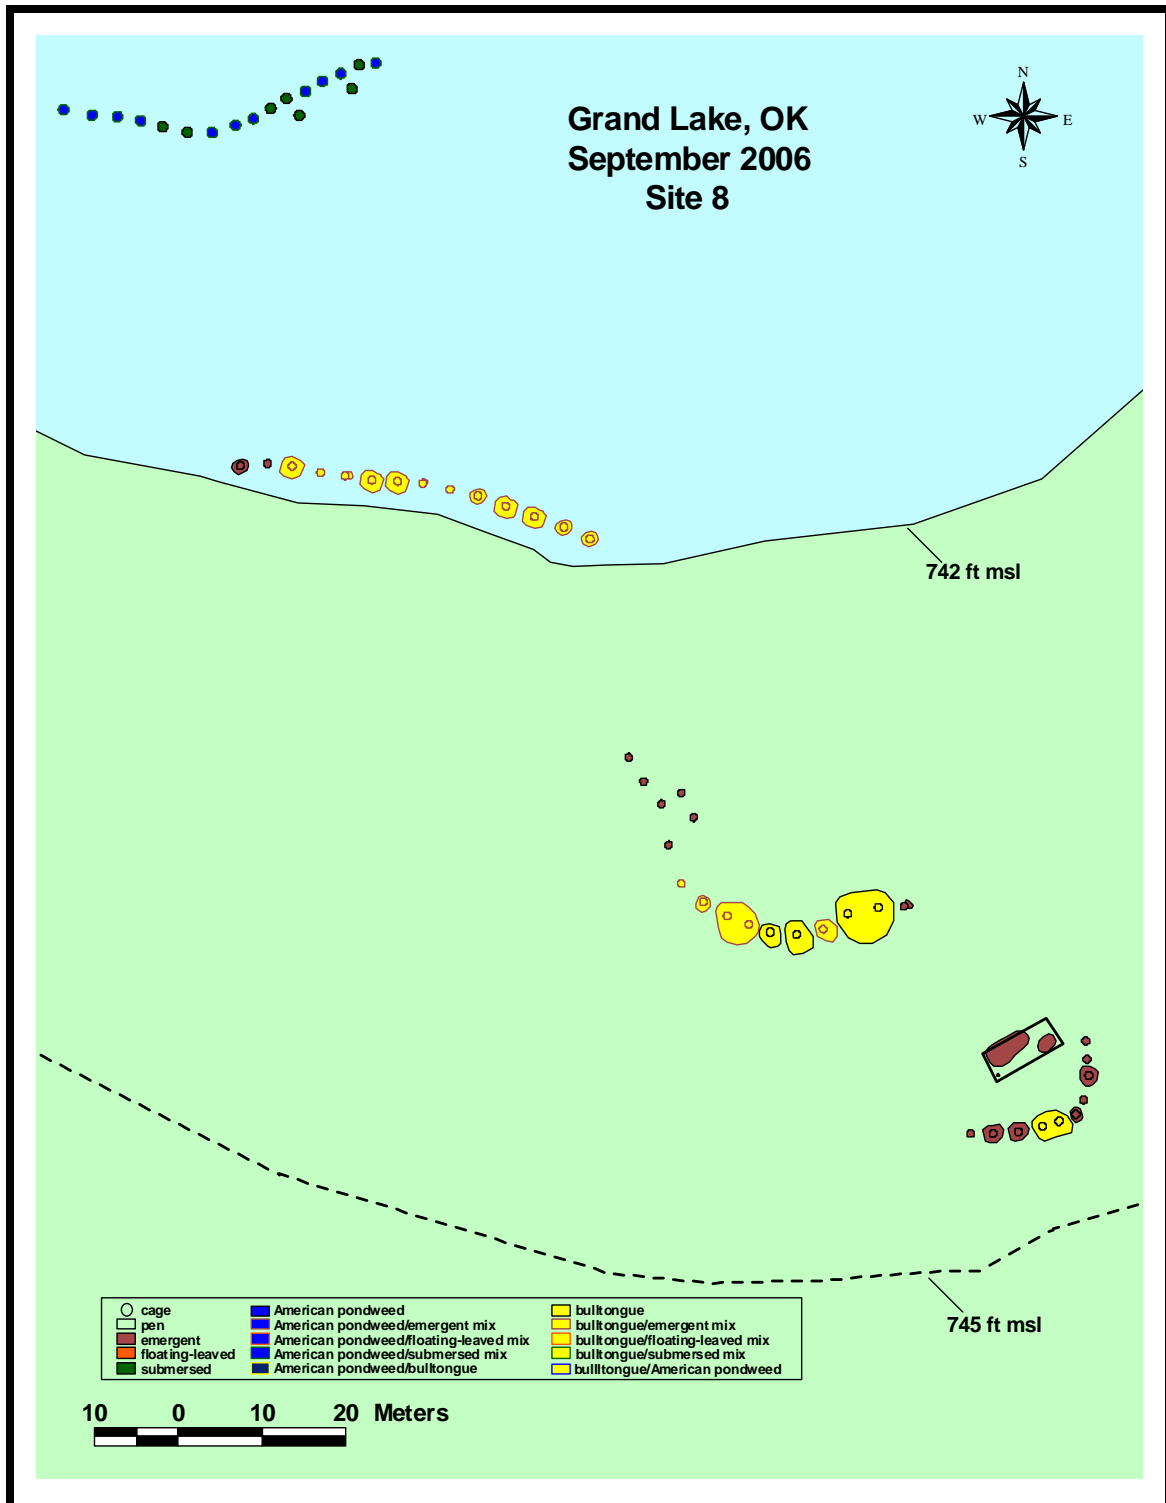 Grand Lake, OK
September 2006
Site 8
N
W E
S
742 ft msl
745 ft msl
cage
pen
emergent
floating-leaved
submersed
American pondweed
American pondweed/emergent mix
American pondweed/floating-leaved mix
American pondweed/submersed mix
American pondweed/bulltongue
bulltongue
bulltongue/emergent mix
bulltongue/floating-leaved mix
bulltongue/submersed mix
bullltongue/American pondweed
10 0 10 20 Meters